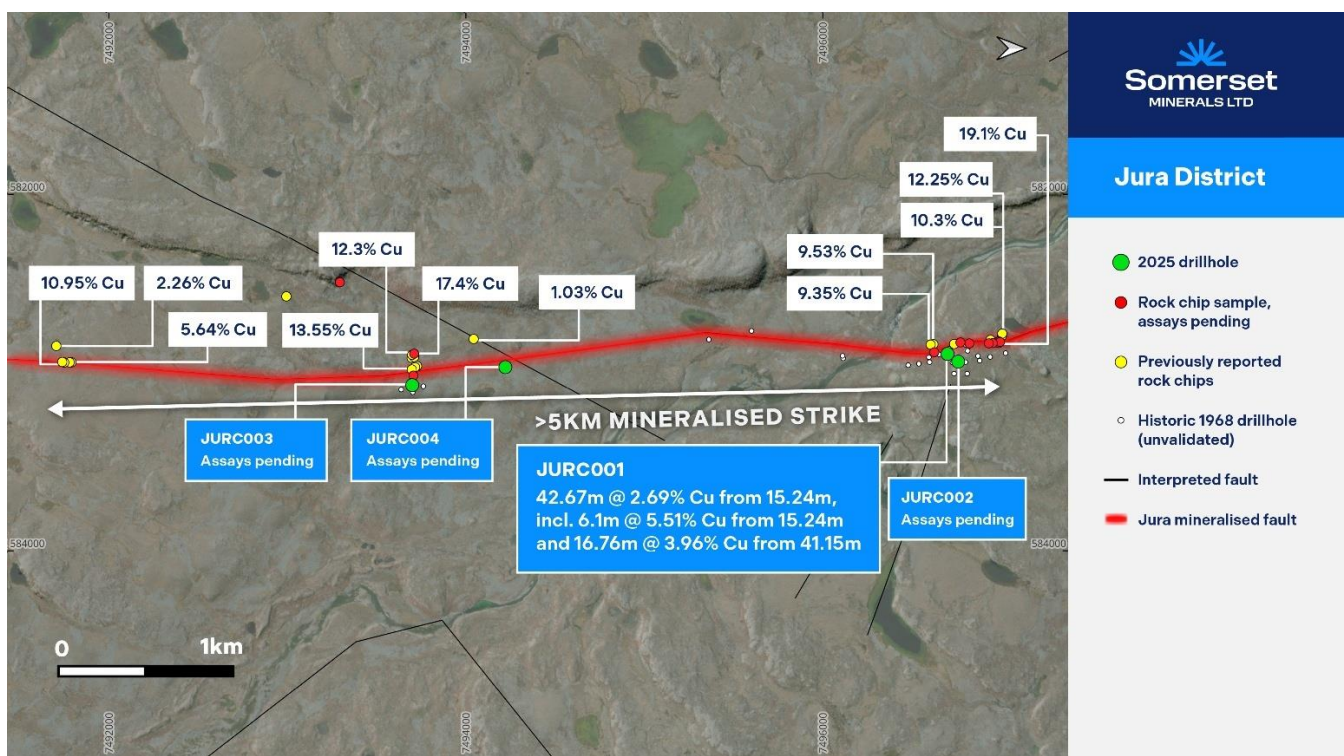 7492000
7494000
7496000
582000
582000
19.1% Cu
12.25% Cu
10.3% Cu
9.53% Cu
9.35% Cu
12.3% Cu
17.4% Cu
1.03% Cu
10.95% Cu
2.26% Cu
5.64% Cu
13.55% Cu
>5KM MINERALISED STRIKE
JURC003
Assays pending
JURC004
Assays pending
JURC001
42.67m @ 2.69% Cu from 15.24m,
incl. 6.1m @ 5.51% Cu from 15.24m
and 16.76m @ 3.96% Cu from 41.15m
JURC002
Assays pending
584000
584000
0
1km
7492000
7494000
7496000
Somerset
MINERALS LTD
Jura District
2025 drillhole
Rock chip sample,
assays pending
Previously reported
rock chips
Historic 1968 drillhole
(unvalidated)
Interpreted fault
Jura mineralised fault